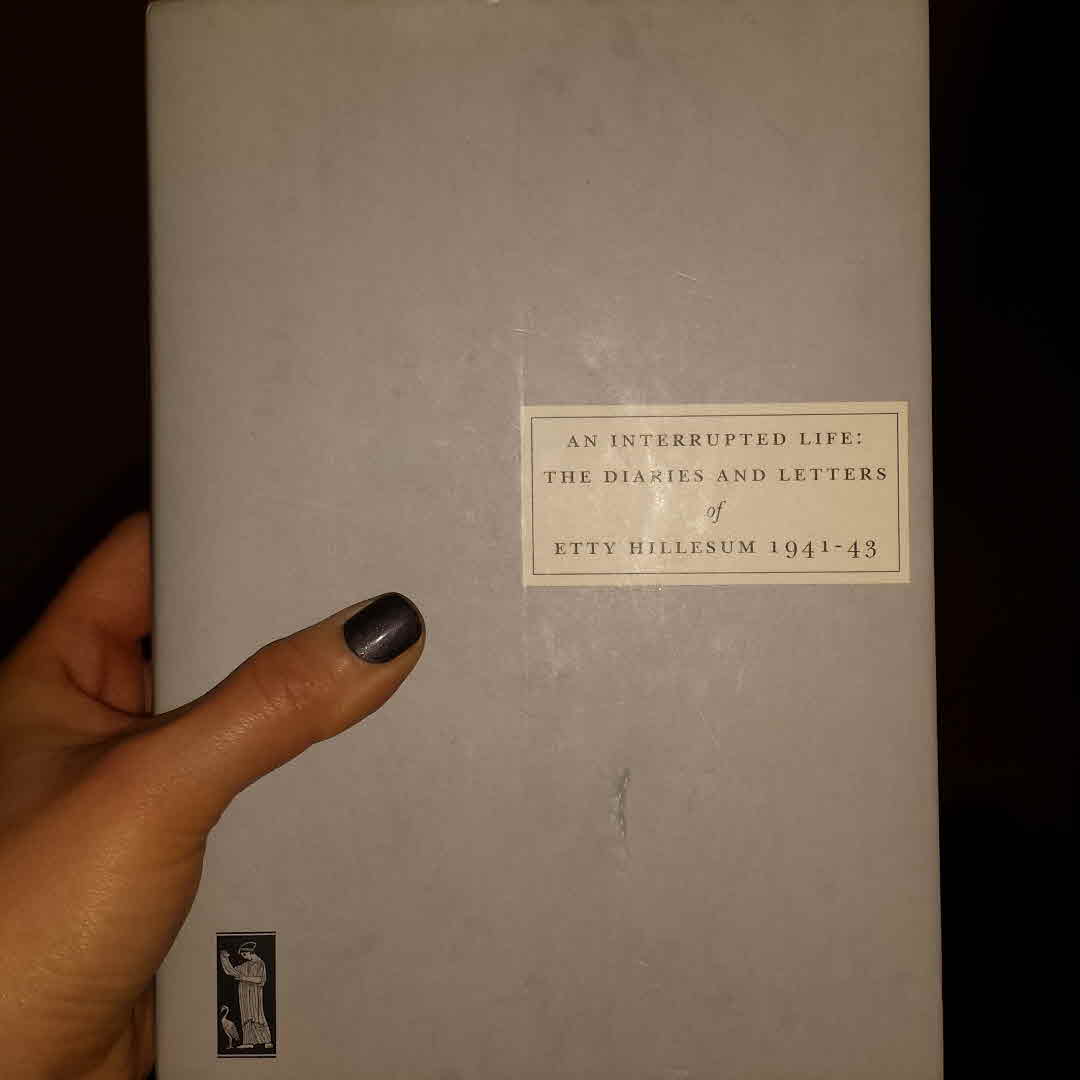 AN INTERRUPTED LIFE:
THE DIARIES AND LETTERS
of
ETTY HILLESUM 1941-43